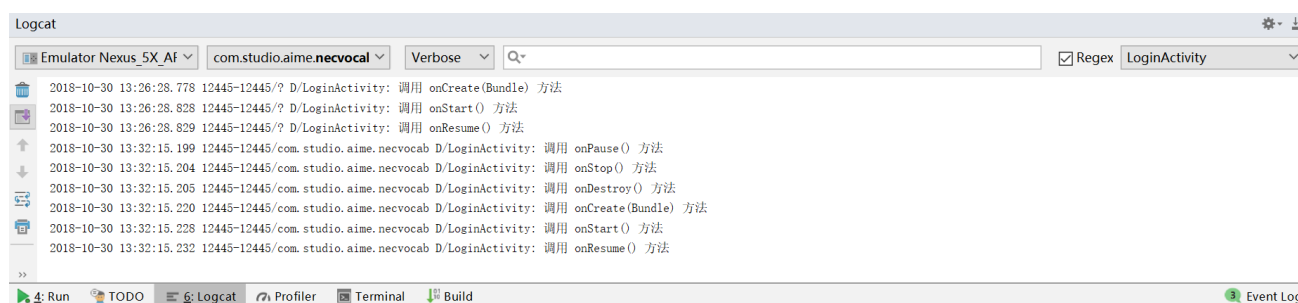 Logcat
Emulator Nexus_5X_AF com.studio.aime.necvocal Verbose Regex LoginActivity
2018-10-30 13:26:28.778 12445-12445/? D/LoginActivity: 调用 onCreate(Bundle) 方法
2018-10-30 13:26:28.828 12445-12445/? D/LoginActivity: 调用 onStart() 方法
2018-10-30 13:26:28.829 12445-12445/? D/LoginActivity: 调用 onResume() 方法
2018-10-30 13:32:15.199 12445-12445/com.studio.aime.necvocab D/LoginActivity: 调用 onPause() 方法
2018-10-30 13:32:15.204 12445-12445/com.studio.aime.necvocab D/LoginActivity: 调用 onStop() 方法
2018-10-30 13:32:15.205 12445-12445/com.studio.aime.necvocab D/LoginActivity: 调用 onDestroy() 方法
2018-10-30 13:32:15.220 12445-12445/com.studio.aime.necvocab D/LoginActivity: 调用 onCreate(Bundle) 方法
2018-10-30 13:32:15.228 12445-12445/com.studio.aime.necvocab D/LoginActivity: 调用 onStart() 方法
2018-10-30 13:32:15.232 12445-12445/com.studio.aime.necvocab D/LoginActivity: 调用 onResume() 方法
>>
4: Run TODO 6: Logcat Profiler Terminal Build 3 Event Log